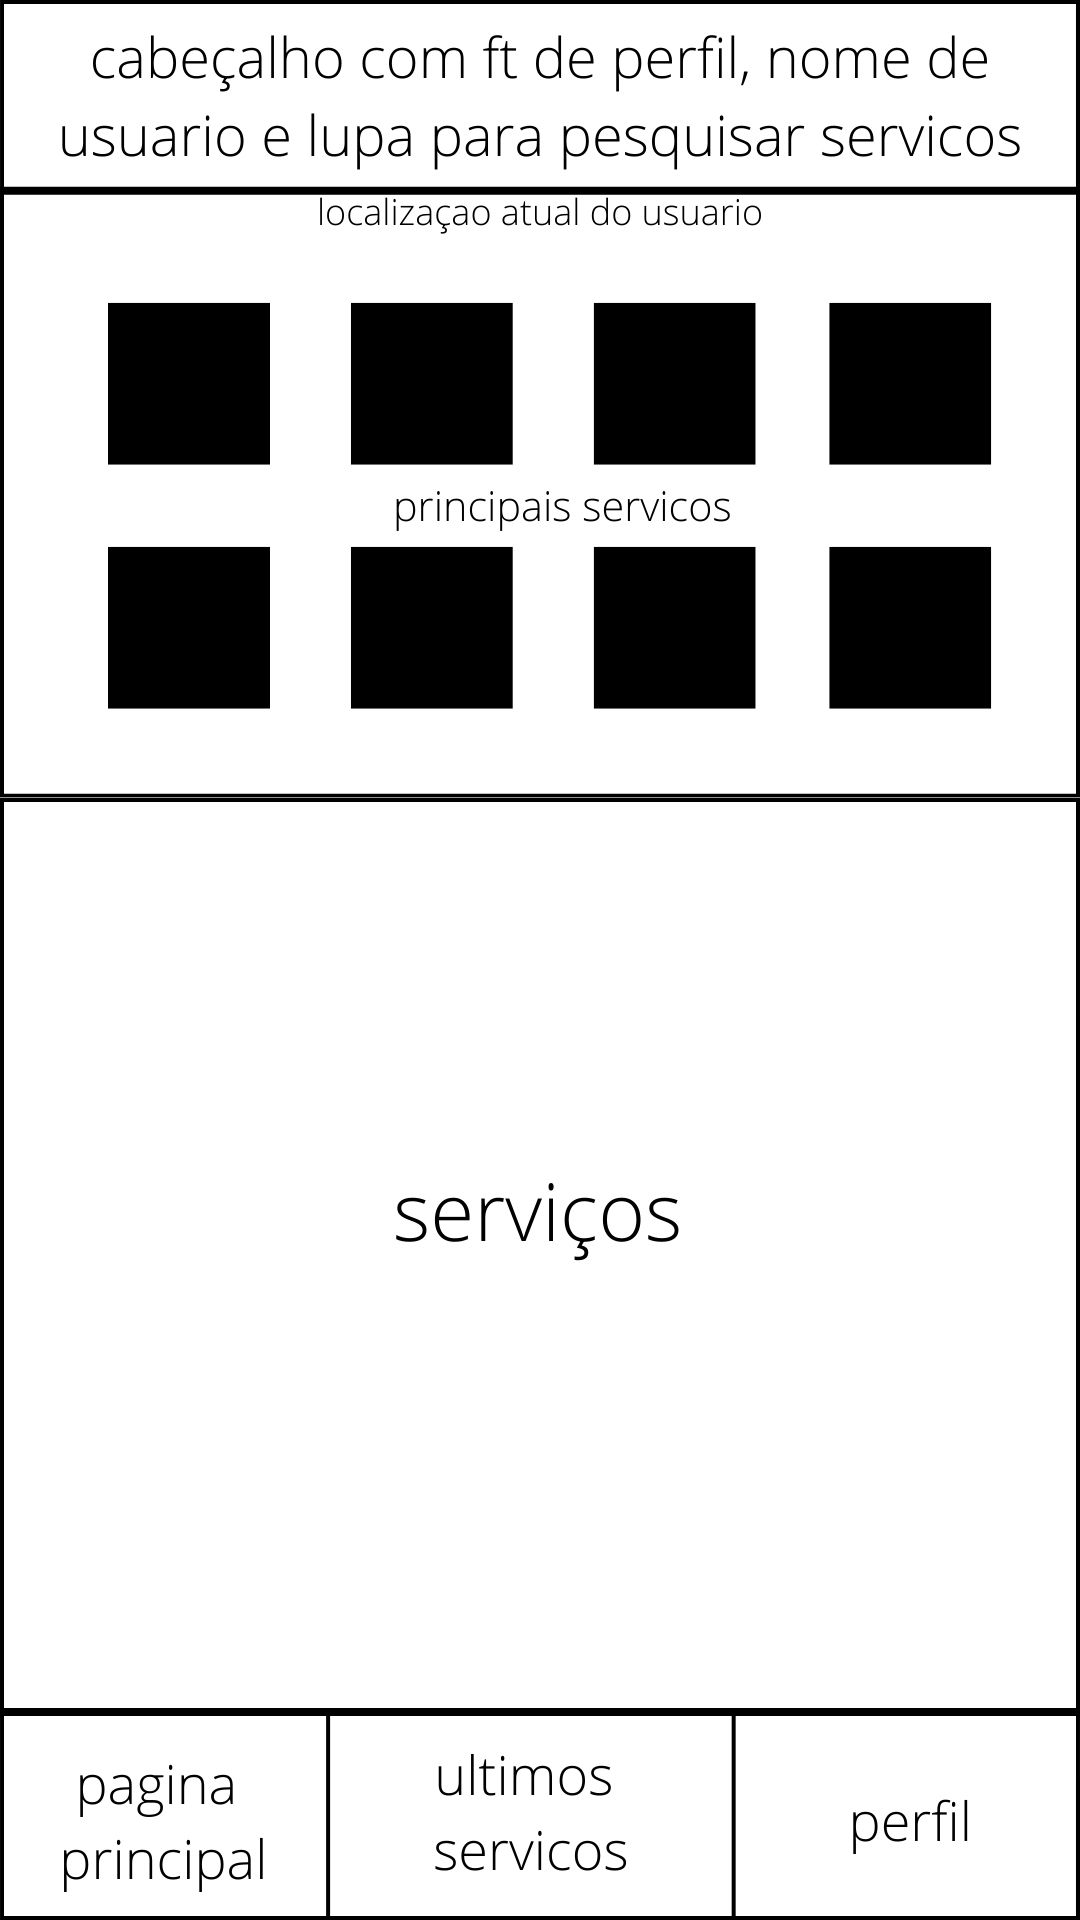 cabeçalho com ft de perfil, nome de
usuario e lupa para pesquisar servicos
localizaçao atual do usuario
principais servicos
serviços
pagina
principal
ultimos
servicos
perfil